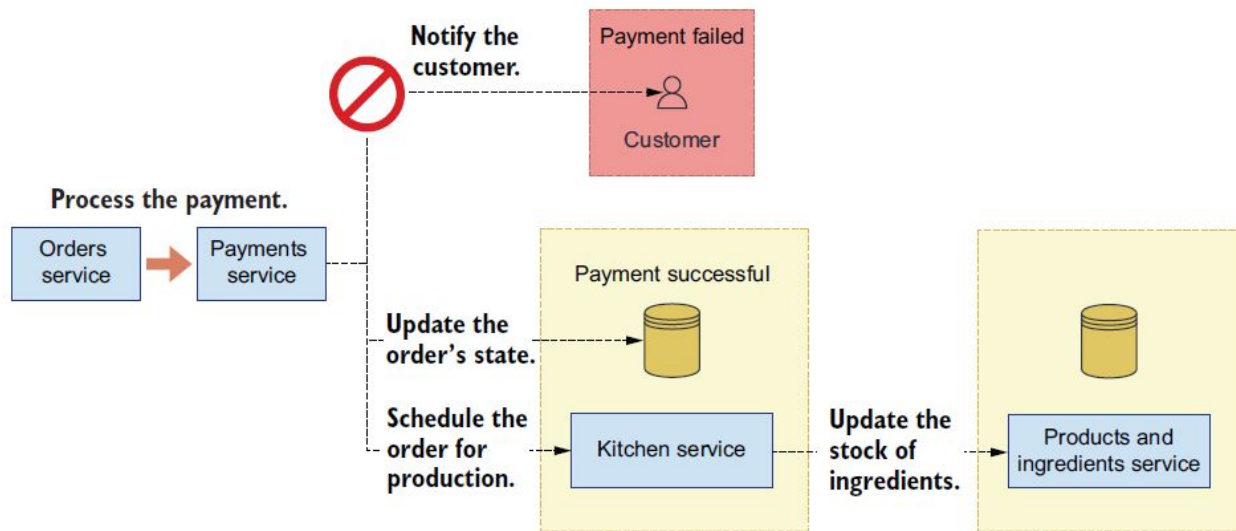 Notify the
customer.
Payment failed
Customer
Process the payment.
Orders
service
Payments
service
Payment successful
Update the
order’s state.
Schedule the
order for
production.
Kitchen service
Update the
stock of
ingredients.
Products and
ingredients service